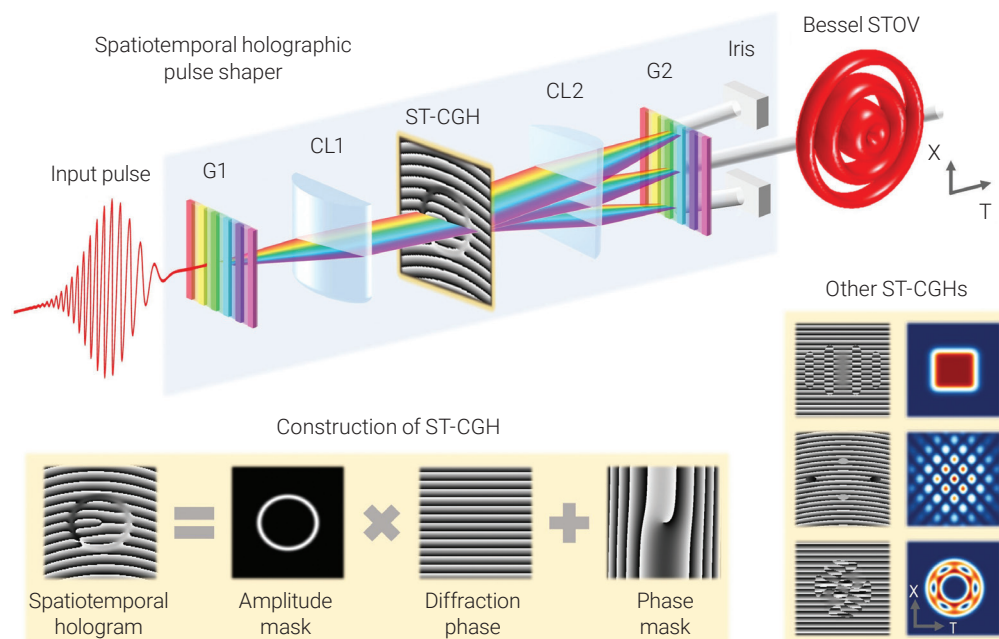 Spatiotemporal holographic
pulse shaper
Bessel STOV
Iris
G2
CL2
ST-CGH
CL1
G1
Input pulse
X
T
Other ST-CGHs
X
T
Construction of ST-CGH
=
×
+
Spatiotemporal
hologram
Amplitude
mask
Diffraction
phase
Phase
mask